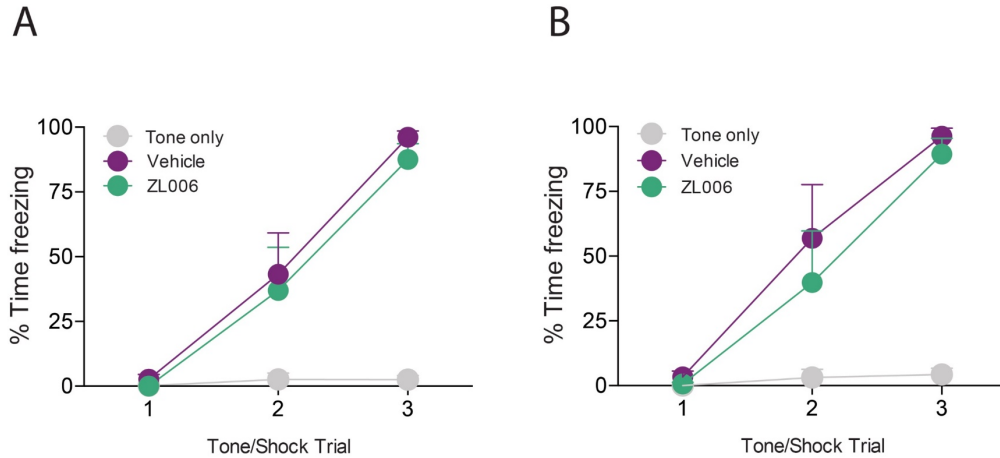 A
% Time freezing
100
75
50
25
0
Tone only
Vehicle
ZL006
1 2 3
Tone/Shock Trial
B
% Time freezing
100
75
50
25
0
Tone only
Vehicle
ZL006
1 2 3
Tone/Shock Trial